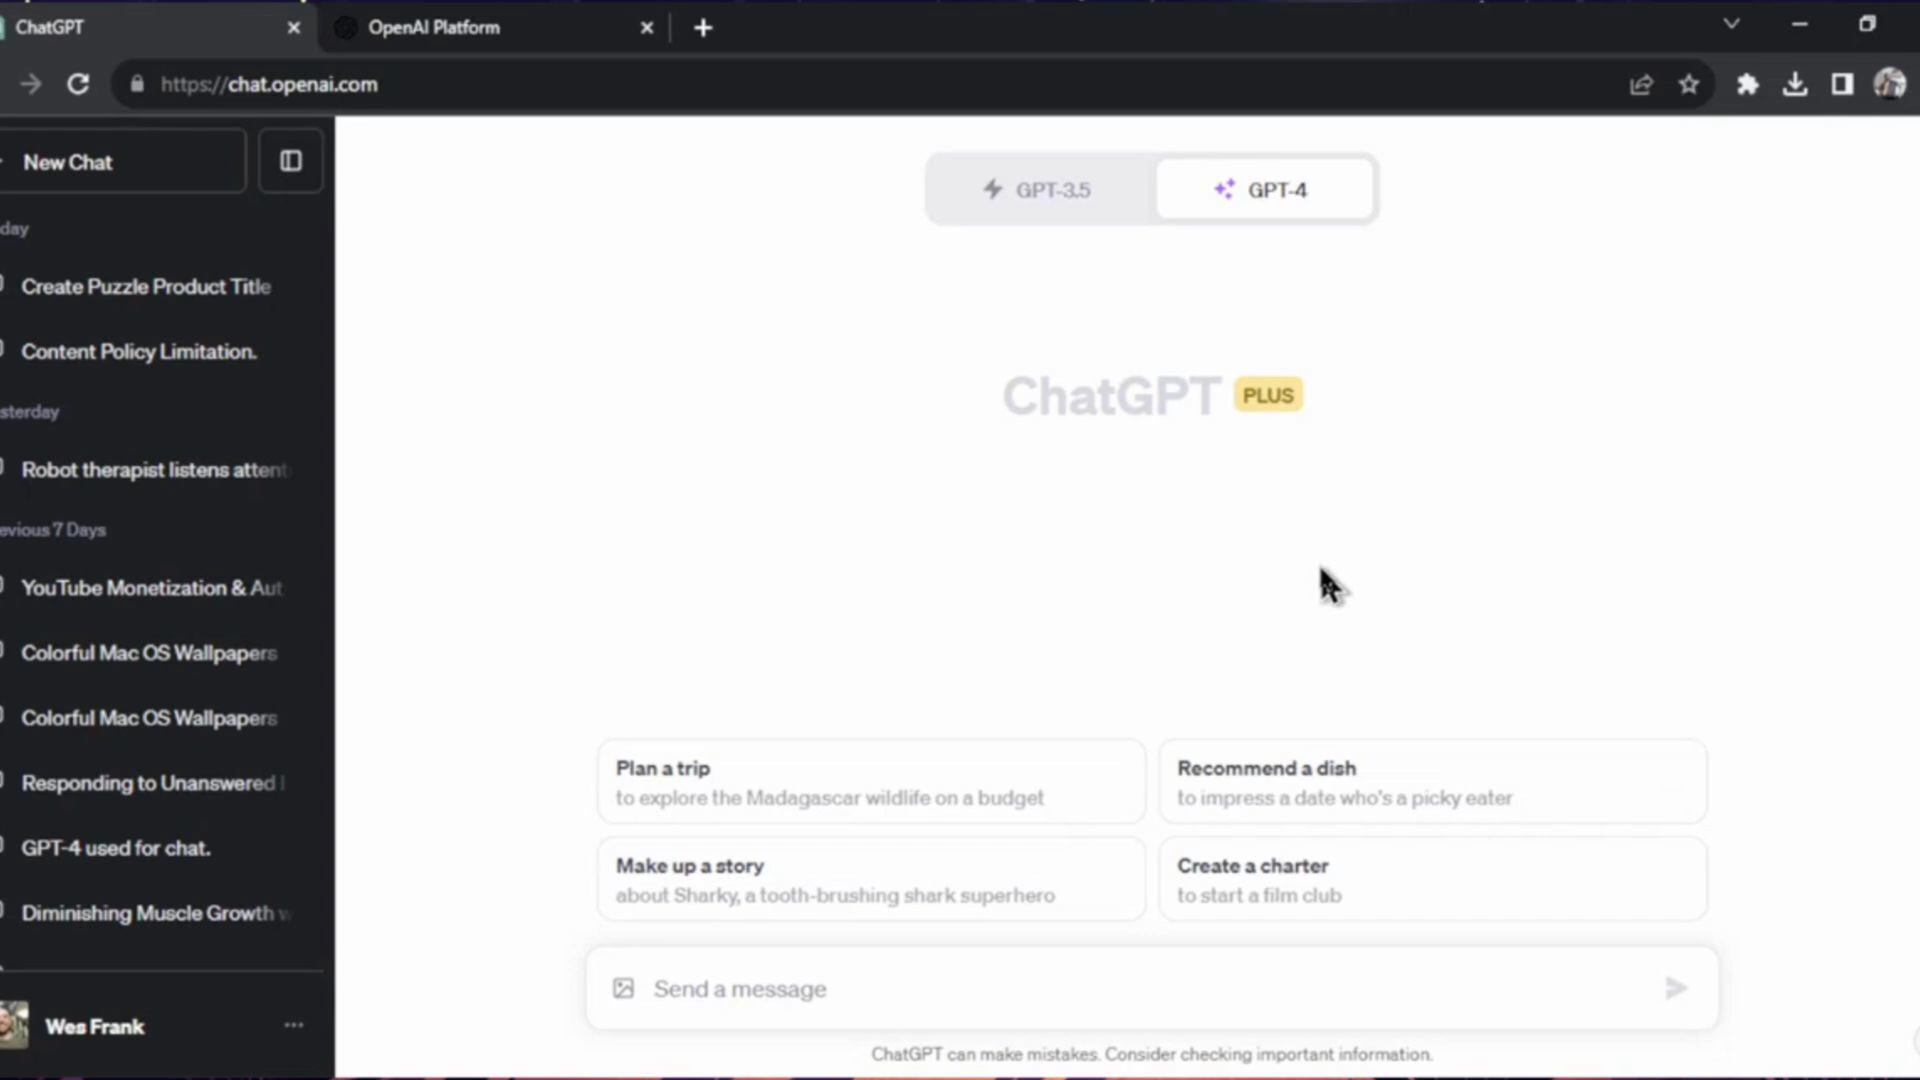 ChatGPT
OpenAI Platform
https://chat.openai.com
New Chat
GPT-3.5
GPT-4
day
Create Puzzle Product Title
Content Policy Limitation.
sterday
Robot therapist listens attent
evious 7 Days
YouTube Monetization & Aut
Colorful Mac OS Wallpapers
Colorful Mac OS Wallpapers
Responding to Unanswered
GPT-4 used for chat.
Diminishing Muscle Growth w
Wes Frank
ChatGPT PLUS
Plan a trip
to explore the Madagascar wildlife on a budget
Recommend a dish
to impress a date who's a picky eater
Make up a story
about Sharky, a tooth-brushing shark superhero
Create a charter
to start a film club
Send a message
ChatGPT can make mistakes. Consider checking important information.